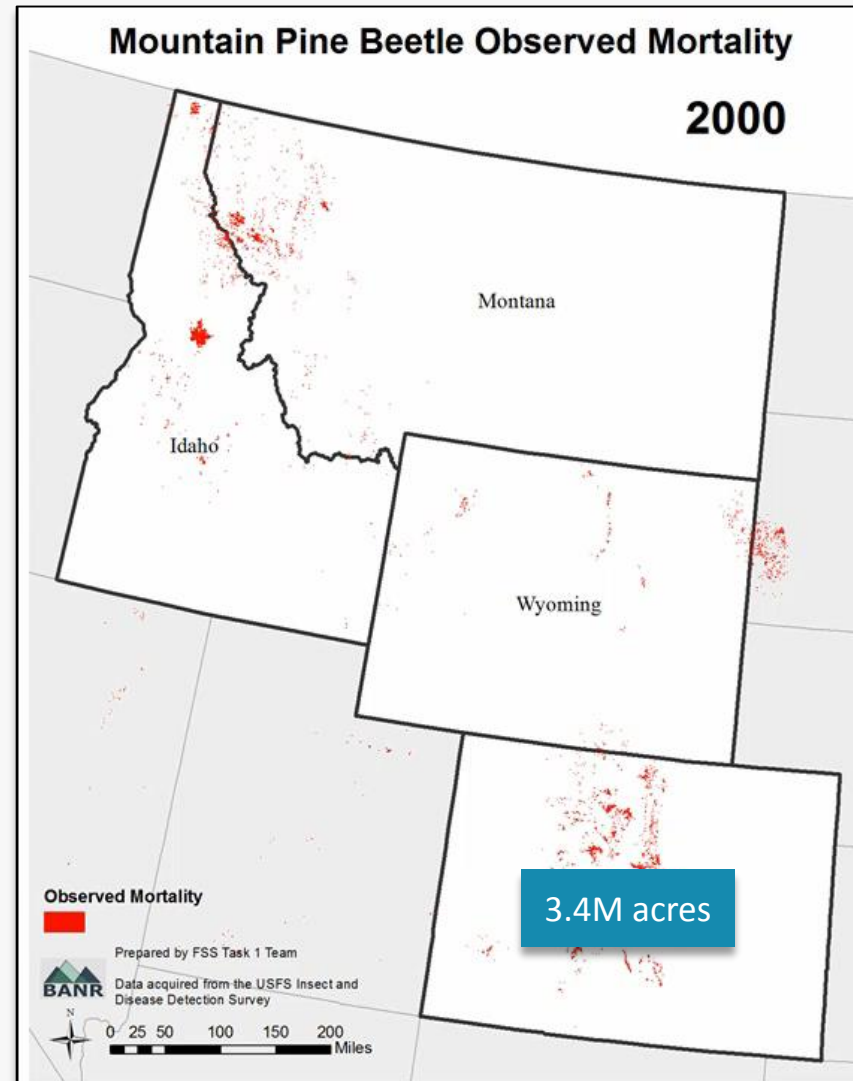 Mountain Pine Beetle Observed Mortality
2000
Montana
Idaho
Wyoming
3.4M acres
Observed Mortality
Prepared by FSS Task 1 Team
BANR
Data acquired from the USFS Insect and
Disease Detection Survey
N
0 25 50 100 150 200
Miles